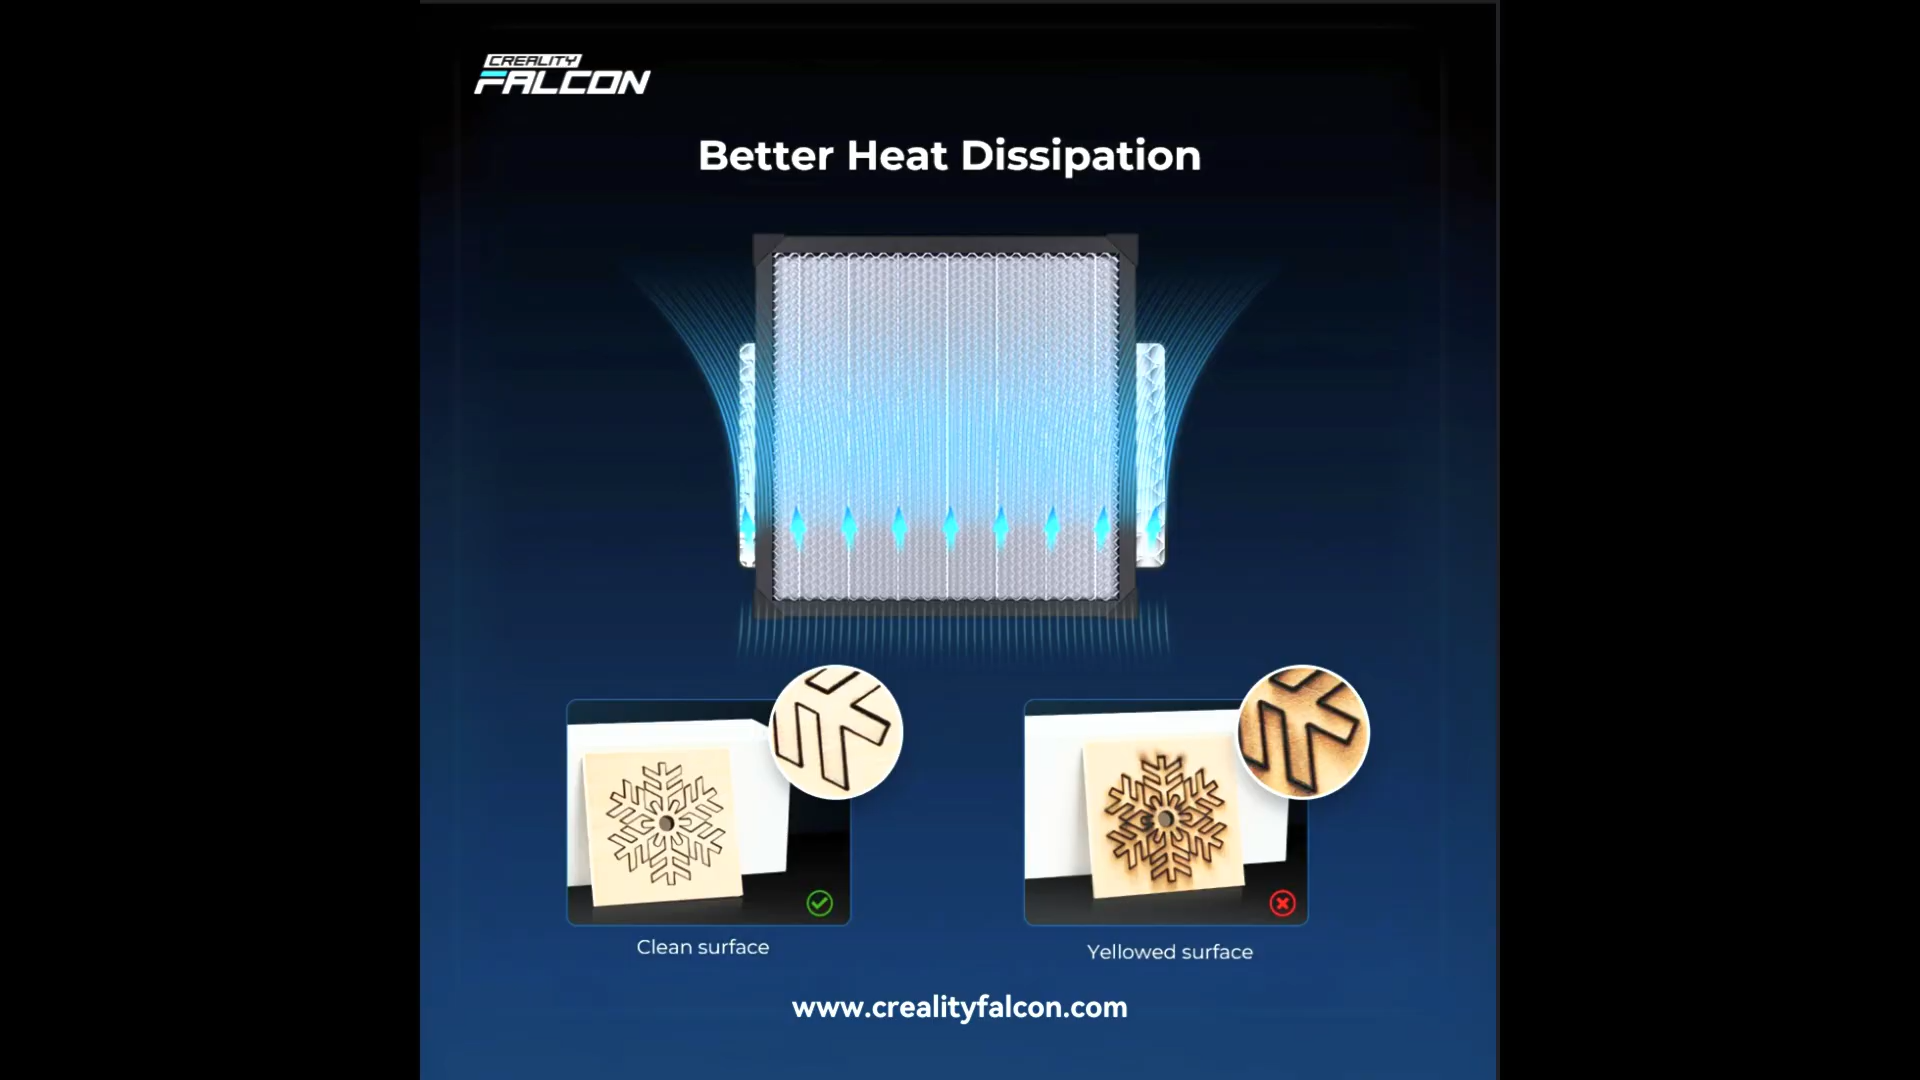 CREALITY
FALCON
Better Heat Dissipation
Clean surface
Yellowed surface
www.crealityfalcon.com